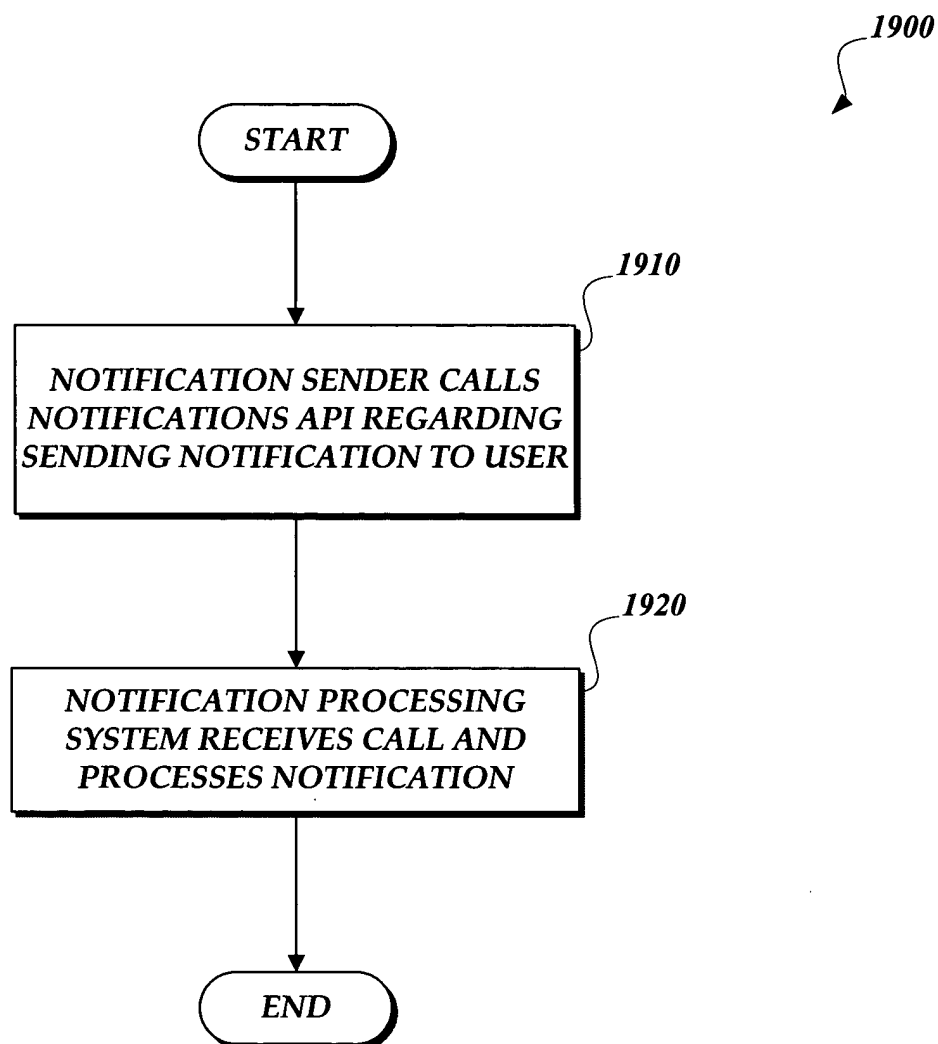 1900
START
1910
NOTIFICATION SENDER CALLS
NOTIFICATIONS API REGARDING
SENDING NOTIFICATION TO USER
1920
NOTIFICATION PROCESSING
SYSTEM RECEIVES CALL AND
PROCESSES NOTIFICATION
END